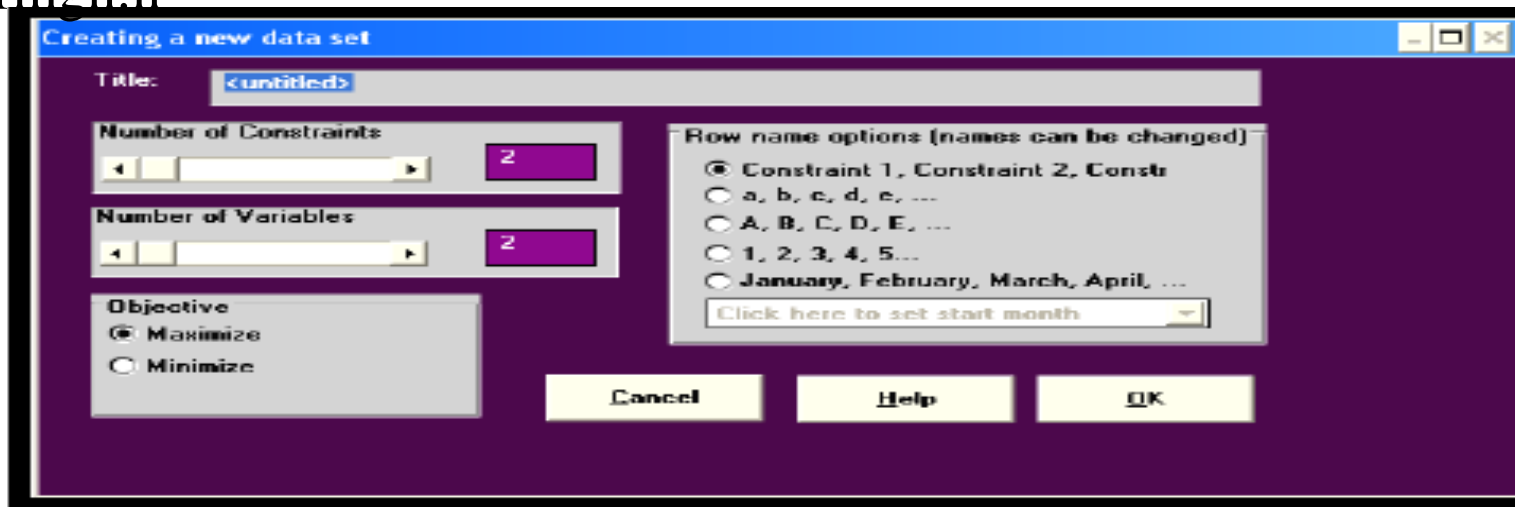 Creating a new data set
Title: <untitled>
Number of Constraints
2
Number of Variables
2
Objective
Maximize
Minimize
Row name options (names can be changed)
Constraint 1, Constraint 2, Constr
a, b, c, d, e, ...
A, B, C, D, E, ...
1, 2, 3, 4, 5...
January, February, March, April, ...
Click here to set start month
Cancel
Help
OK